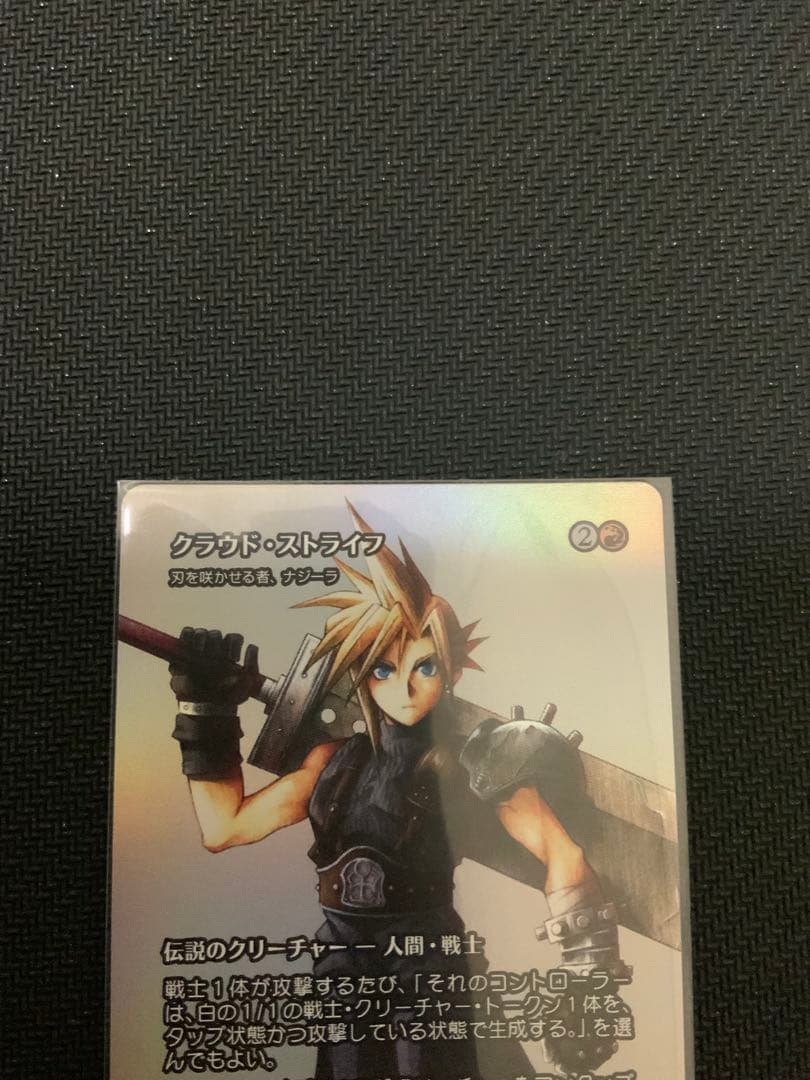 クラウド・ストライフ
2
刃を咲かせる者、ナジーラ
伝説のクリーチャー ― 人間・戦士
戦士1体が攻撃するたび、「それのコントローラー
は、白の1/1の戦士・クリーチャー・トークン1体を、
タップ状態かつ攻撃している状態で生成する。」を選
んでもよい。